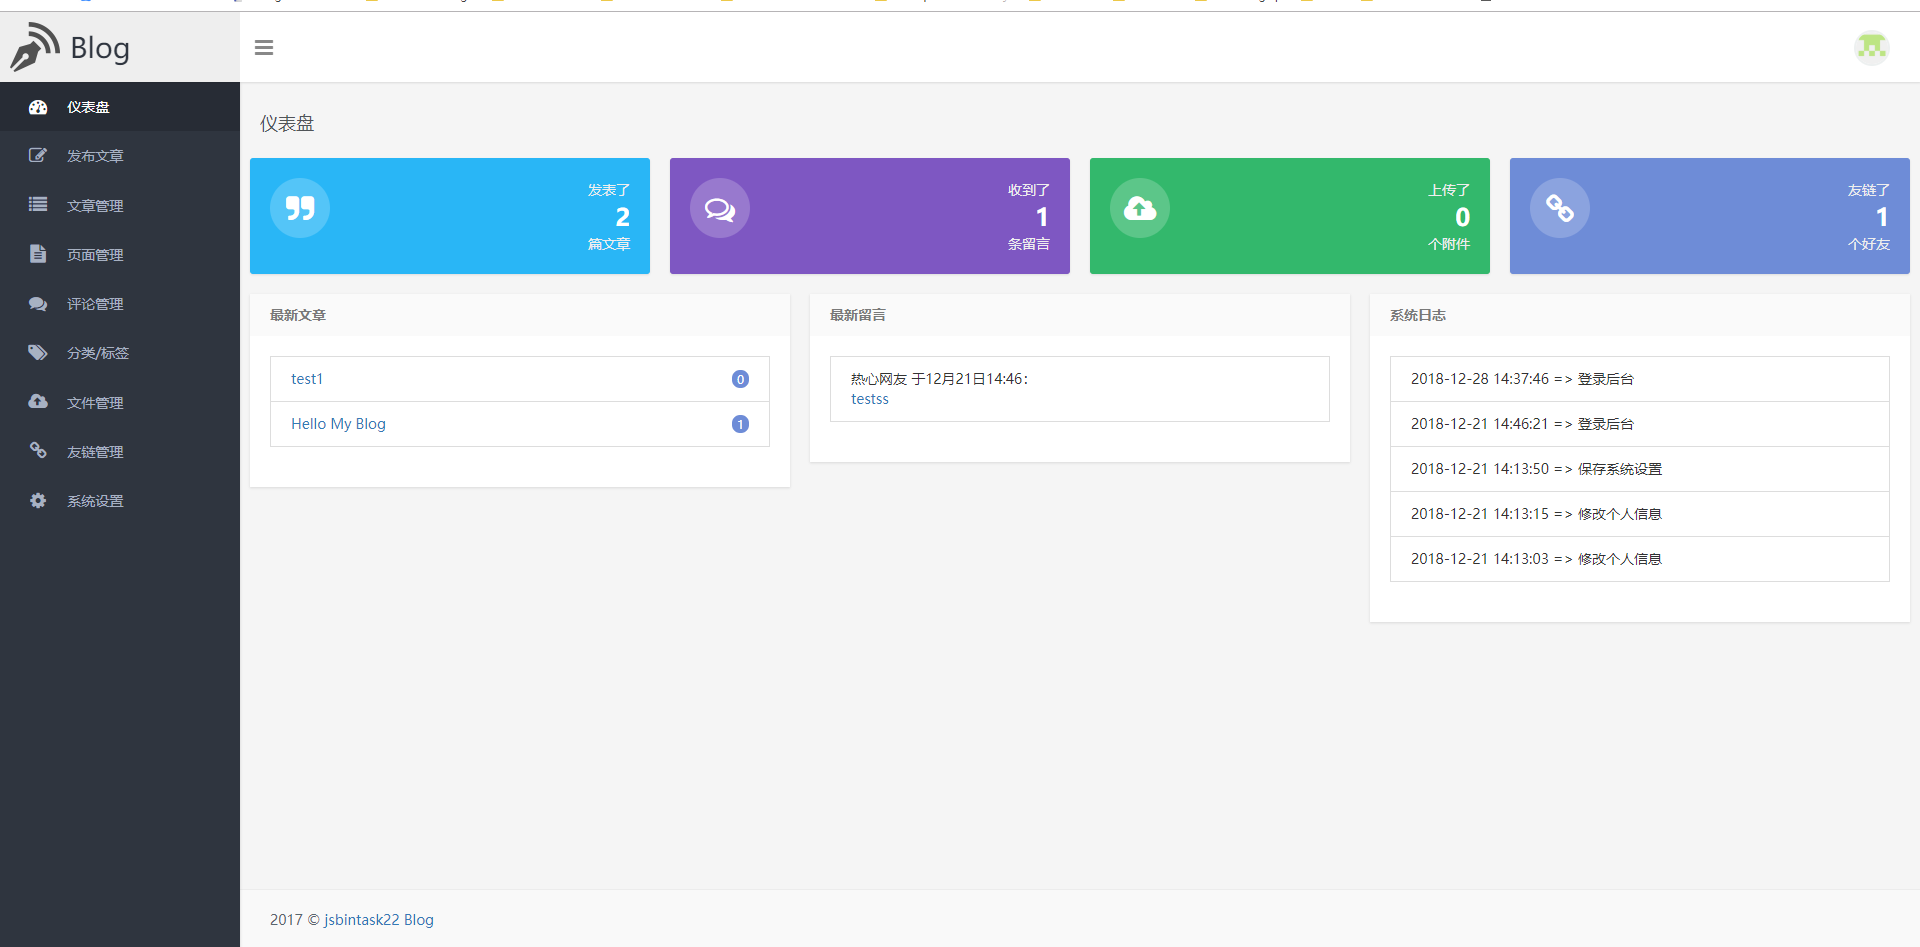 Blog
仪表盘
发布文章
文章管理
页面管理
评论管理
分类/标签
文件管理
友链管理
系统设置
仪表盘
发表了
2
篇文章
收到了
1
条留言
上传了
0
个附件
友链了
1
个好友
最新文章
test1 0
Hello My Blog 1
最新留言
热心网友 于12月21日14:46：
testss
系统日志
2018-12-28 14:37:46 => 登录后台
2018-12-21 14:46:21 => 登录后台
2018-12-21 14:13:50 => 保存系统设置
2018-12-21 14:13:15 => 修改个人信息
2018-12-21 14:13:03 => 修改个人信息
2017 © jsbintask22 Blog